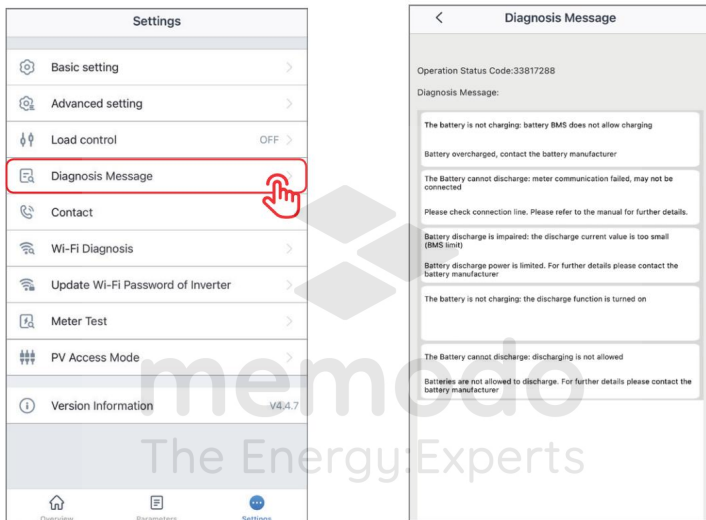 Settings
Basic setting
Advanced setting
Load control OFF
Diagnosis Message
Contact
Wi-Fi Diagnosis
Update Wi-Fi Password of Inverter
Meter Test
PV Access Mode
Version Information V4.4.7
Overview Parameters Settings
Diagnosis Message
Operation Status Code:33817288
Diagnosis Message:
The battery is not charging: battery BMS does not allow charging
Battery overcharged, contact the battery manufacturer
The Battery cannot discharge: meter communication failed, may not be
connected
Please check connection line. Please refer to the manual for further details.
Battery discharge is impaired: the discharge current value is too small
(BMS limit)
Battery discharge power is limited. For further details please contact the
battery manufacturer
The battery is not charging: the discharge function is turned on
The Battery cannot discharge: discharging is not allowed
Batteries are not allowed to discharge. For further details please contact the
battery manufacturer
memodo
The Energy:Experts